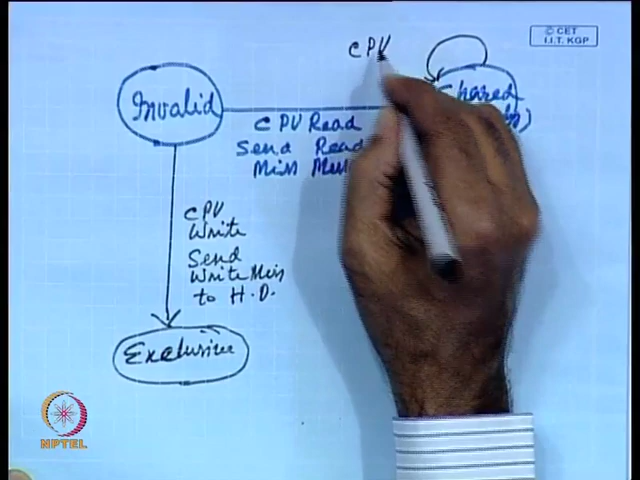 © CET
I.I.T. KGP
CPU
Invalid
Shared
CPU Read
Send Read
Miss
CPU
Write
Send
Write Miss
to H.D.
Exclusive
NPTEL